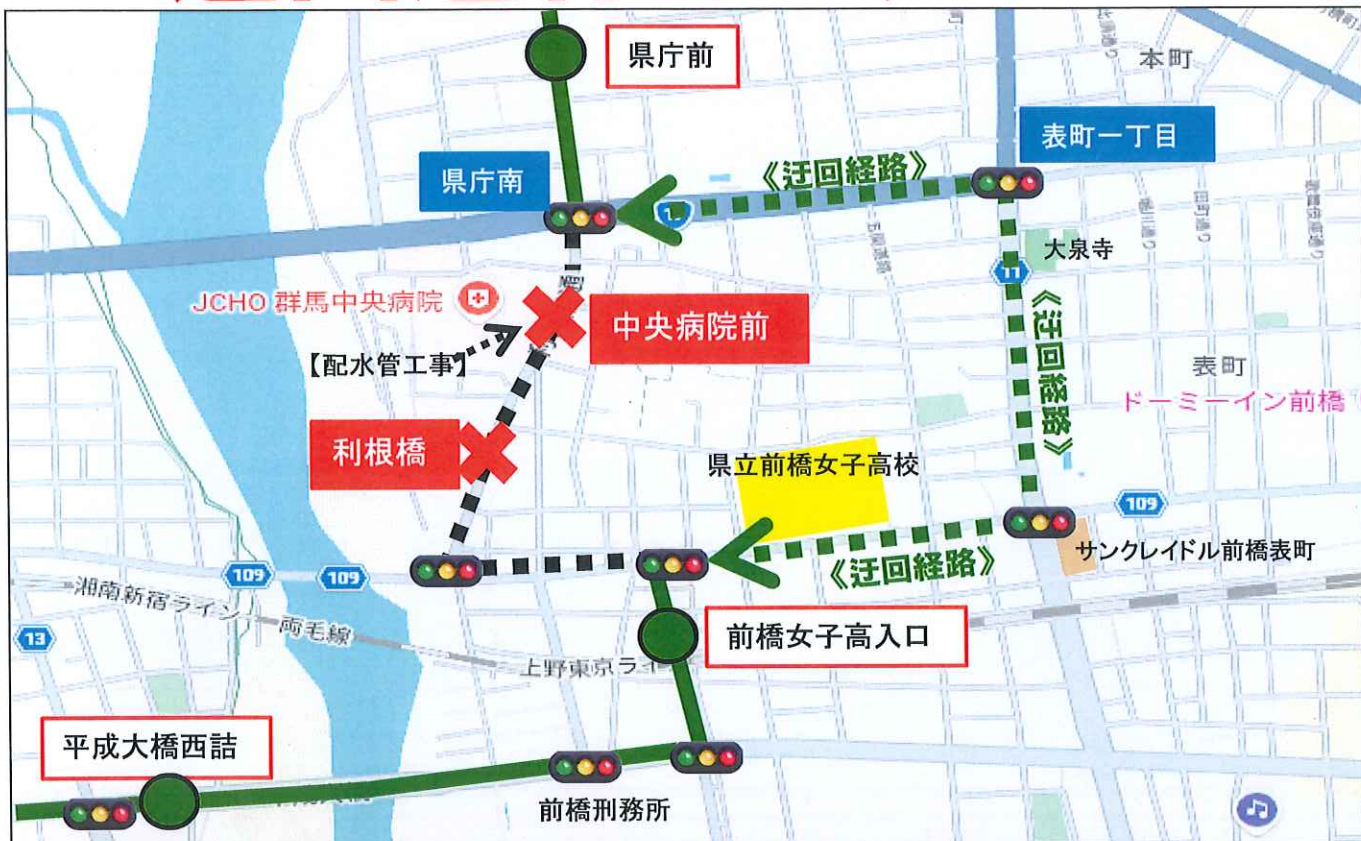 県庁前
本町
表町一丁目
県庁南
《迂回経路》
大泉寺
11
JCHO 群馬中央病院
中央病院前
【配水管工事】
《迂回経路》
表町
ドーミーイン前橋
利根橋
県立前橋女子高校
109
サンクレイドル前橋表町
《迂回経路》
109
109
湘南新宿ライン
両毛線
13
前橋女子高入口
上野東京ライ
平成大橋西詰
前橋刑務所